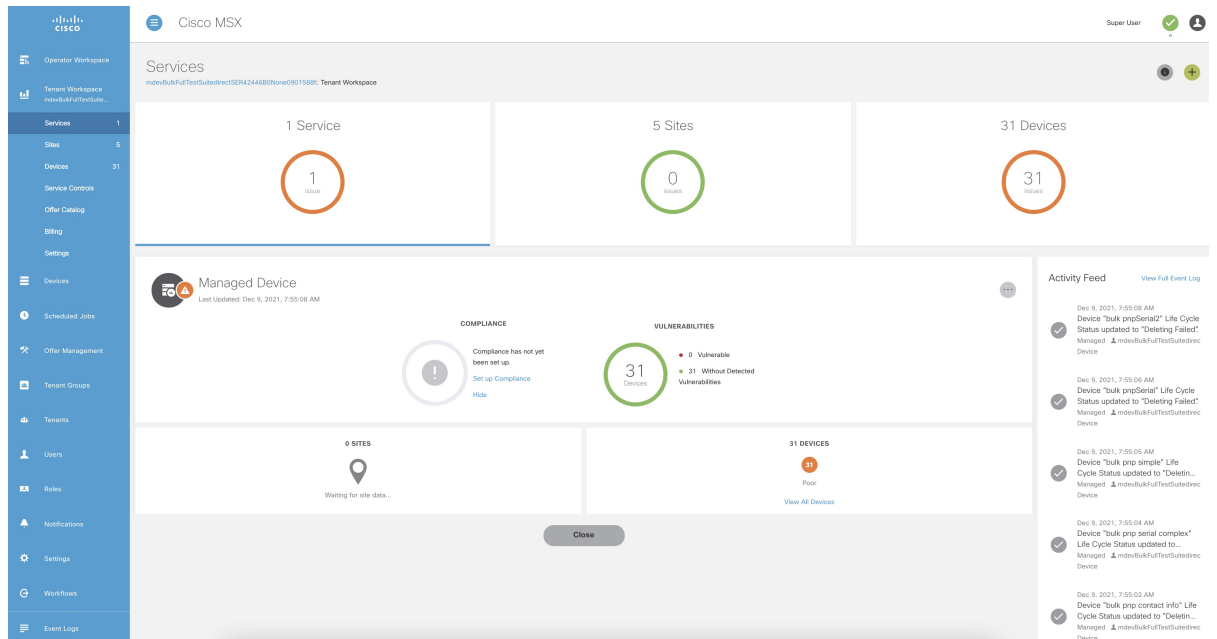 CISCO
Cisco MSX
Super User
Operator Workspace
Tenant Workspace
mdevBulkFullTestSuite...
Services 1
Sites 5
Devices 31
Service Controls
Offer Catalog
Billing
Settings
Devices
Scheduled Jobs
Offer Management
Tenant Groups
Tenants
Users
Roles
Notifications
Settings
Workflows
Event Logs
Services
mdevBulkFullTestSuitedirectSER42446B0None0901588f: Tenant Workspace
1 Service
1
issue
5 Sites
0
issues
31 Devices
31
issues
Managed Device
Last Updated: Dec 9, 2021, 7:55:08 AM
COMPLIANCE
Compliance has not yet
been set up.
Set up Compliance
Hide
VULNERABILITIES
31
Devices
0 Vulnerable
31 Without Detected
Vulnerabilities
0 SITES
Waiting for site data...
31 DEVICES
31
Poor
View All Devices
Close
Activity Feed View Full Event Log
Dec 9, 2021, 7:55:08 AM
Device "bulk pnpSerial2" Life Cycle
Status updated to "Deleting Failed".
Managed mdevBulkFullTestSuitedirec
Device
Dec 9, 2021, 7:55:06 AM
Device "bulk pnpSerial" Life Cycle
Status updated to "Deleting Failed".
Managed mdevBulkFullTestSuitedirec
Device
Dec 9, 2021, 7:55:05 AM
Device "bulk pnp simple" Life
Cycle Status updated to "Deletin...
Managed mdevBulkFullTestSuitedirec
Device
Dec 9, 2021, 7:55:04 AM
Device "bulk pnp serial complex"
Life Cycle Status updated to...
Managed mdevBulkFullTestSuitedirec
Device
Dec 9, 2021, 7:55:02 AM
Device "bulk pnp contact info" Life
Cycle Status updated to "Deletin...
Managed mdevBulkFullTestSuitedirec
Device